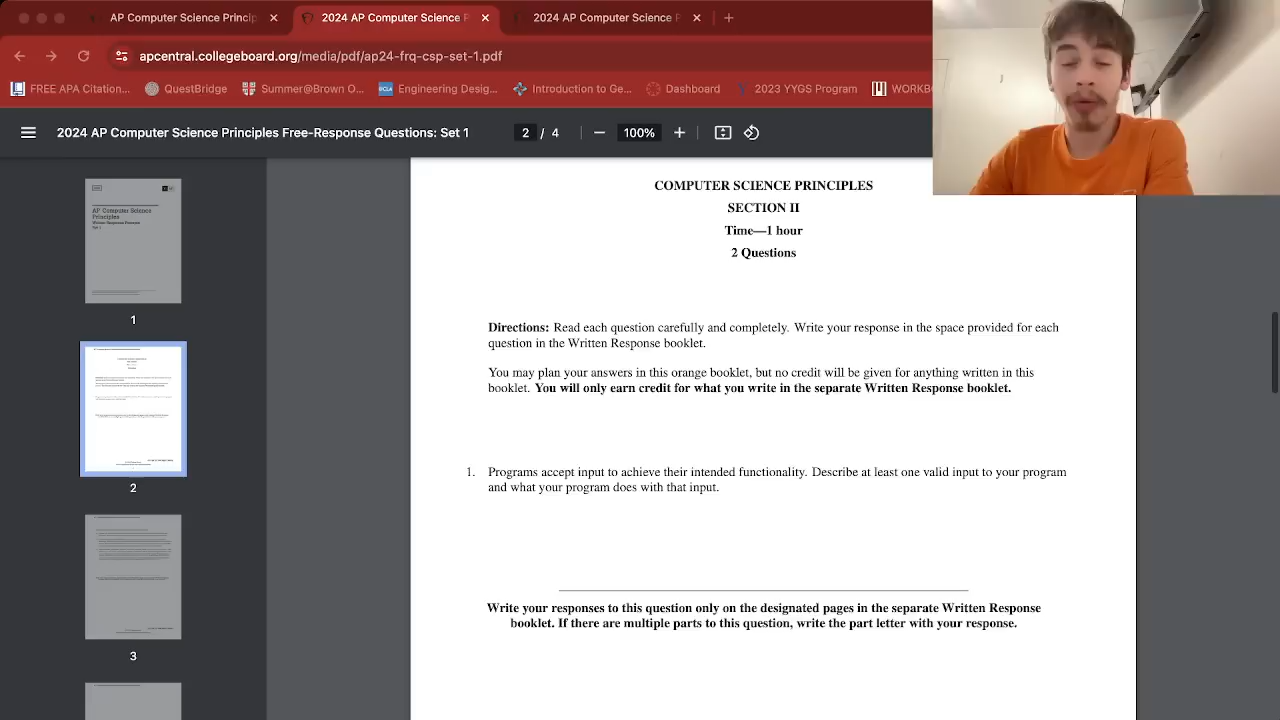 AP Computer Science Princip
2024 AP Computer Science P
2024 AP Computer Science P
apcentral.collegeboard.org/media/pdf/ap24-frq-csp-set-1.pdf
FREE APA Citation... QuestBridge Summer@Brown O... Engineering Desig... Introduction to Ge... Dashboard 2023 YYGS Program WORKB
2024 AP Computer Science Principles Free-Response Questions: Set 1 2 / 4 100%
AP Computer Science
Principles
1
2
3
COMPUTER SCIENCE PRINCIPLES
SECTION II
Time—1 hour
2 Questions
Directions: Read each question carefully and completely. Write your response in the space provided for each
question in the Written Response booklet.
You may plan your answers in this orange booklet, but no credit will be given for anything written in this
booklet. You will only earn credit for what you write in the separate Written Response booklet.
1. Programs accept input to achieve their intended functionality. Describe at least one valid input to your program
and what your program does with that input.
Write your responses to this question only on the designated pages in the separate Written Response
booklet. If there are multiple parts to this question, write the part letter with your response.